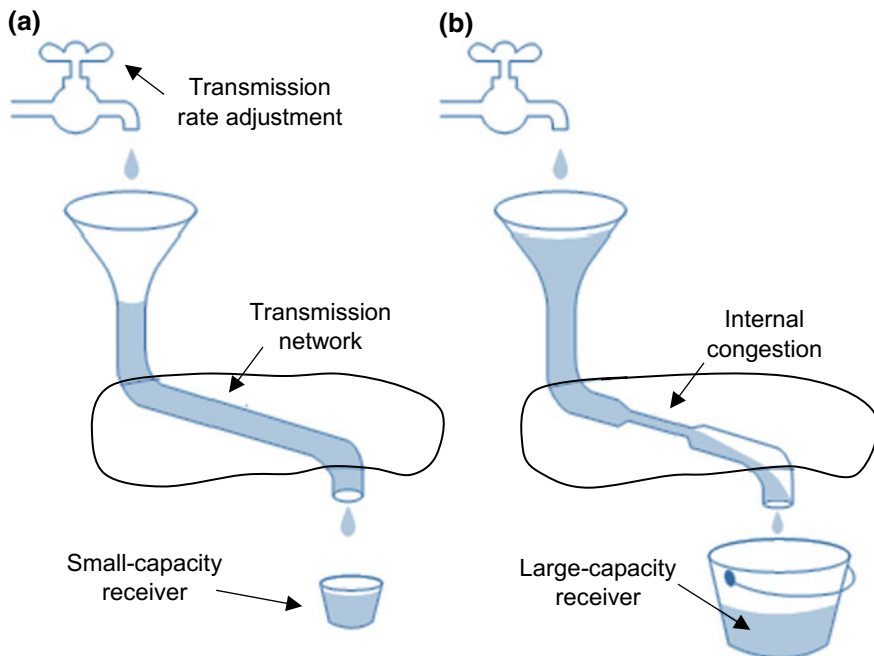 (a)
Transmission
rate adjustment
Transmission
network
Small-capacity
receiver
(b)
Internal
congestion
Large-capacity
receiver